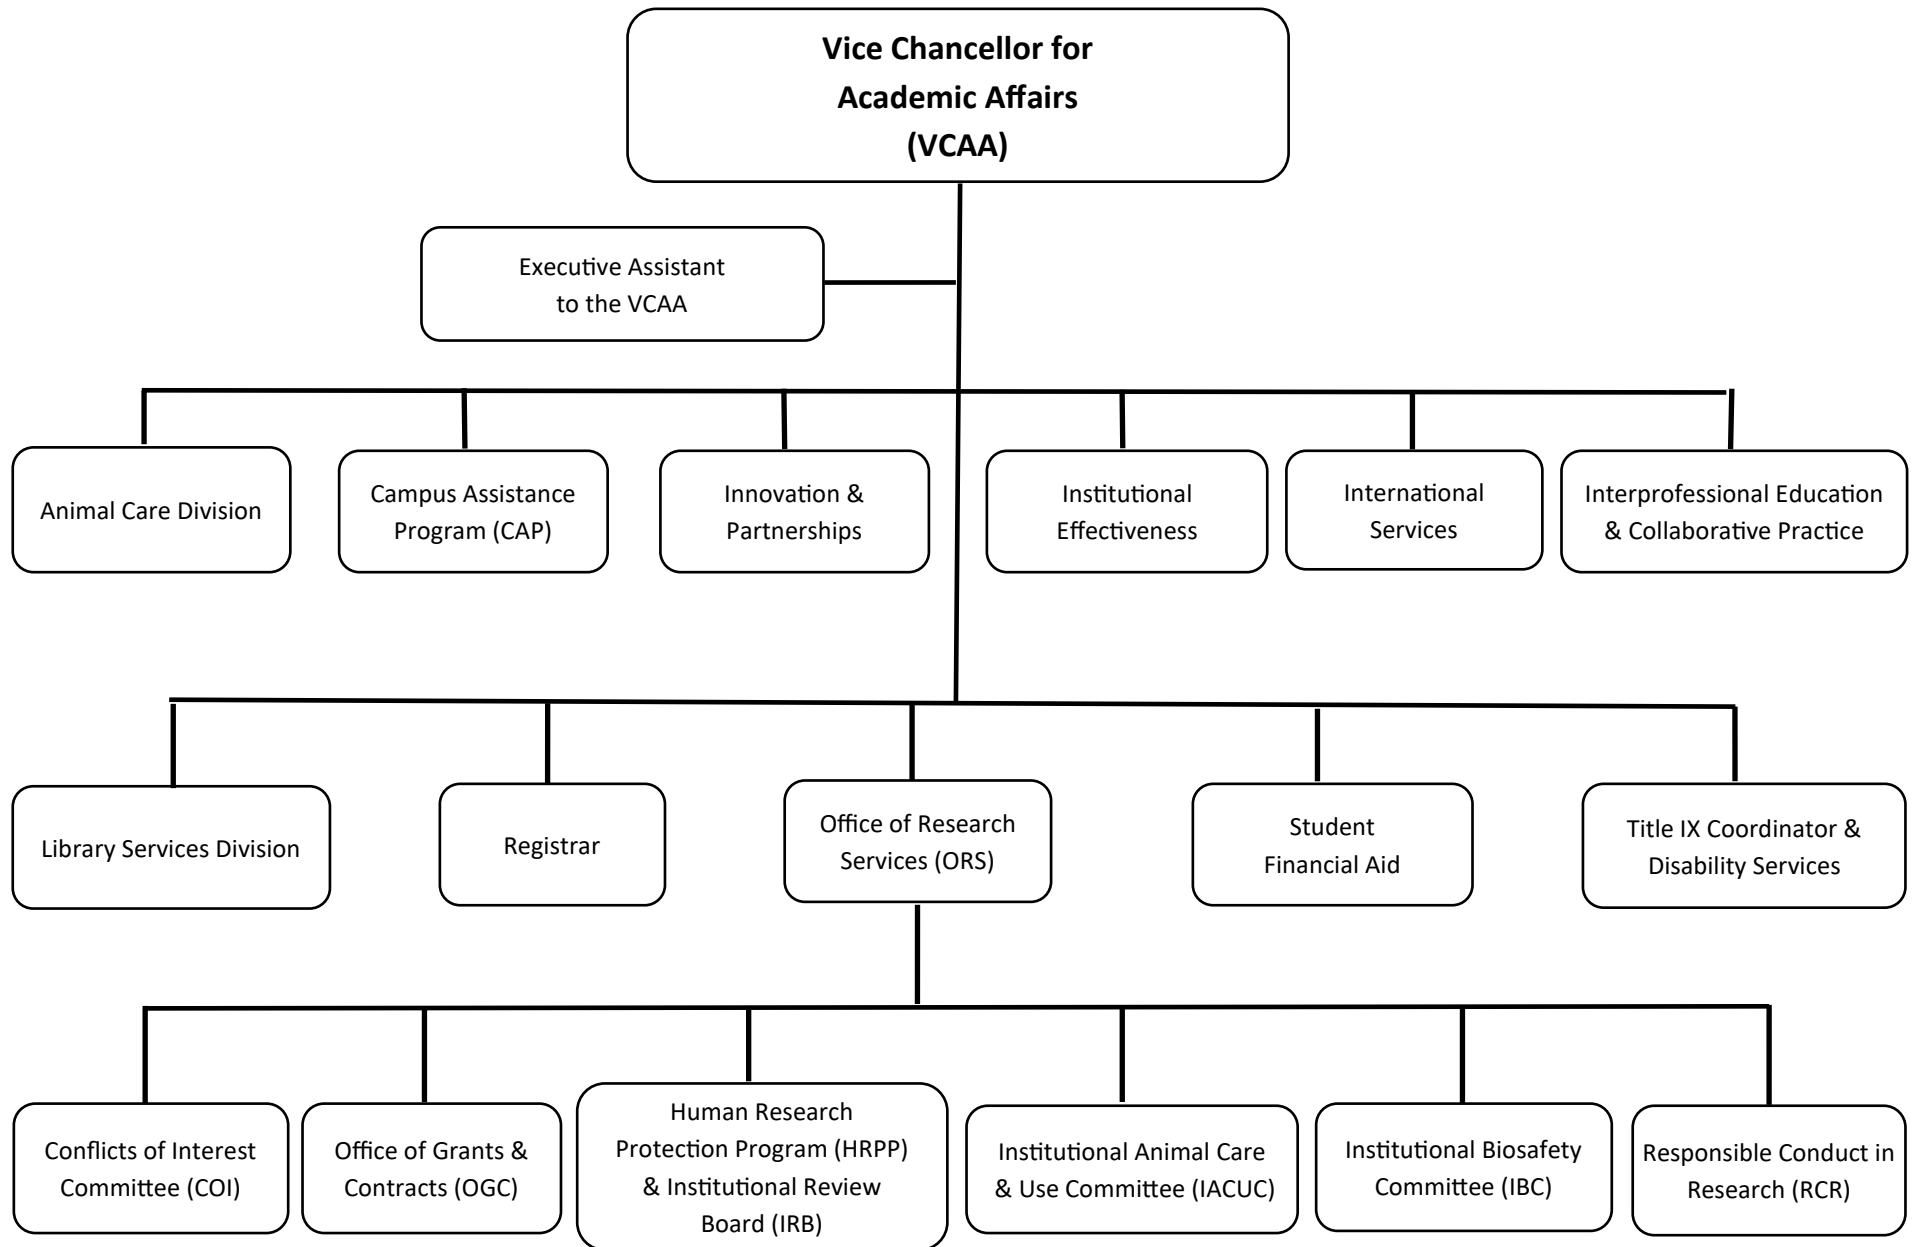 Vice Chancellor for
Academic Affairs
(VCAA)
Executive Assistant
to the VCAA
Animal Care Division
Campus Assistance
Program (CAP)
Innovation &
Partnerships
Institutional
Effectiveness
International
Services
Interprofessional Education
& Collaborative Practice
Library Services Division
Registrar
Office of Research
Services (ORS)
Student
Financial Aid
Title IX Coordinator &
Disability Services
Conflicts of Interest
Committee (COI)
Office of Grants &
Contracts (OGC)
Human Research
Protection Program (HRPP)
& Institutional Review
Board (IRB)
Institutional Animal Care
& Use Committee (IACUC)
Institutional Biosafety
Committee (IBC)
Responsible Conduct in
Research (RCR)